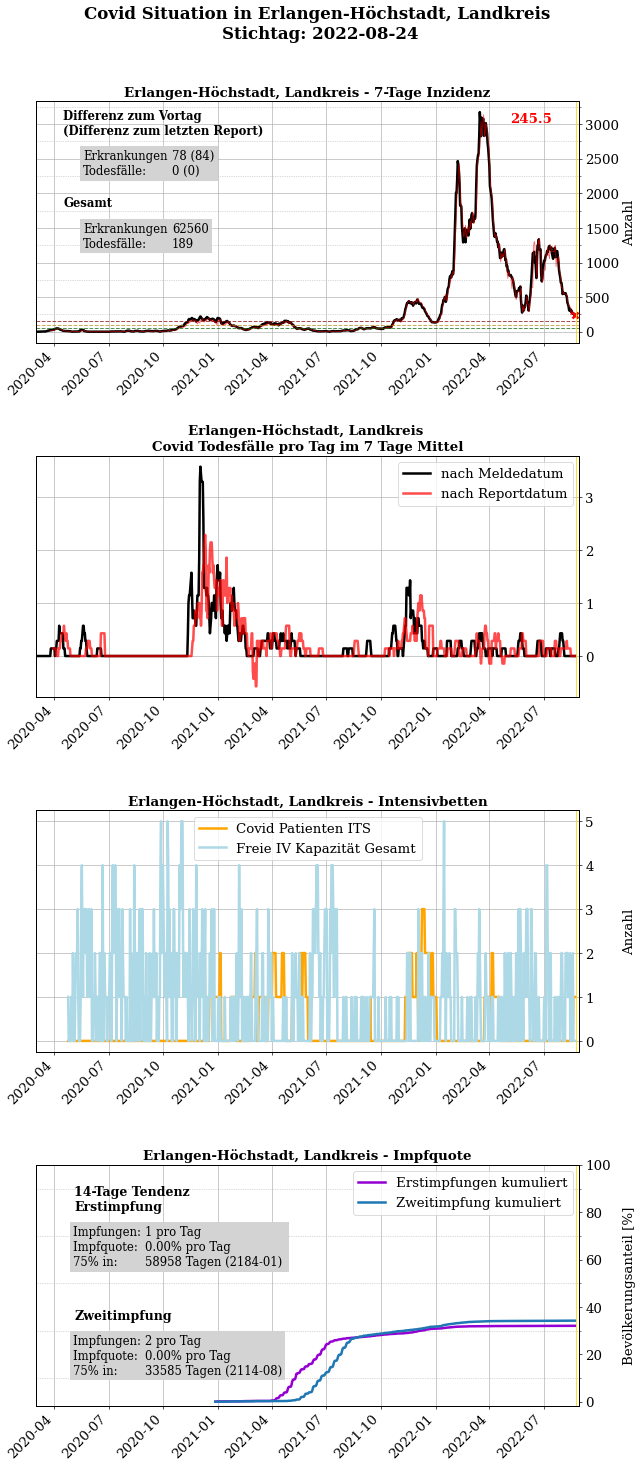 Covid Situation in Erlangen-Höchstadt, Landkreis
Stichtag: 2022-08-24
Erlangen-Höchstadt, Landkreis - 7-Tage Inzidenz
Differenz zum Vortag
(Differenz zum letzten Report)
Erkrankungen 78 (84)
Todesfälle: 0 (0)
Gesamt
Erkrankungen 62560
Todesfälle: 189
245.5
3000
2500
2000
1500
1000
500
0
Anzahl
2020-04
2020-07
2020-10
2021-01
2021-04
2021-07
2021-10
2022-01
2022-04
2022-07
Erlangen-Höchstadt, Landkreis
Covid Todesfälle pro Tag im 7 Tage Mittel
nach Meldedatum
nach Reportdatum
3
2
1
0
2020-04
2020-07
2020-10
2021-01
2021-04
2021-07
2021-10
2022-01
2022-04
2022-07
Erlangen-Höchstadt, Landkreis - Intensivbetten
Covid Patienten ITS
Freie IV Kapazität Gesamt
5
4
3
2
1
0
Anzahl
2020-04
2020-07
2020-10
2021-01
2021-04
2021-07
2021-10
2022-01
2022-04
2022-07
Erlangen-Höchstadt, Landkreis - Impfquote
14-Tage Tendenz
Erstimpfung
Impfungen: 1 pro Tag
Impfquote: 0.00% pro Tag
75% in: 58958 Tagen (2184-01)
Zweitimpfung
Impfungen: 2 pro Tag
Impfquote: 0.00% pro Tag
75% in: 33585 Tagen (2114-08)
Erstimpfungen kumuliert
Zweitimpfung kumuliert
100
80
60
40
20
0
Bevölkerungsanteil [%]
2020-04
2020-07
2020-10
2021-01
2021-04
2021-07
2021-10
2022-01
2022-04
2022-07